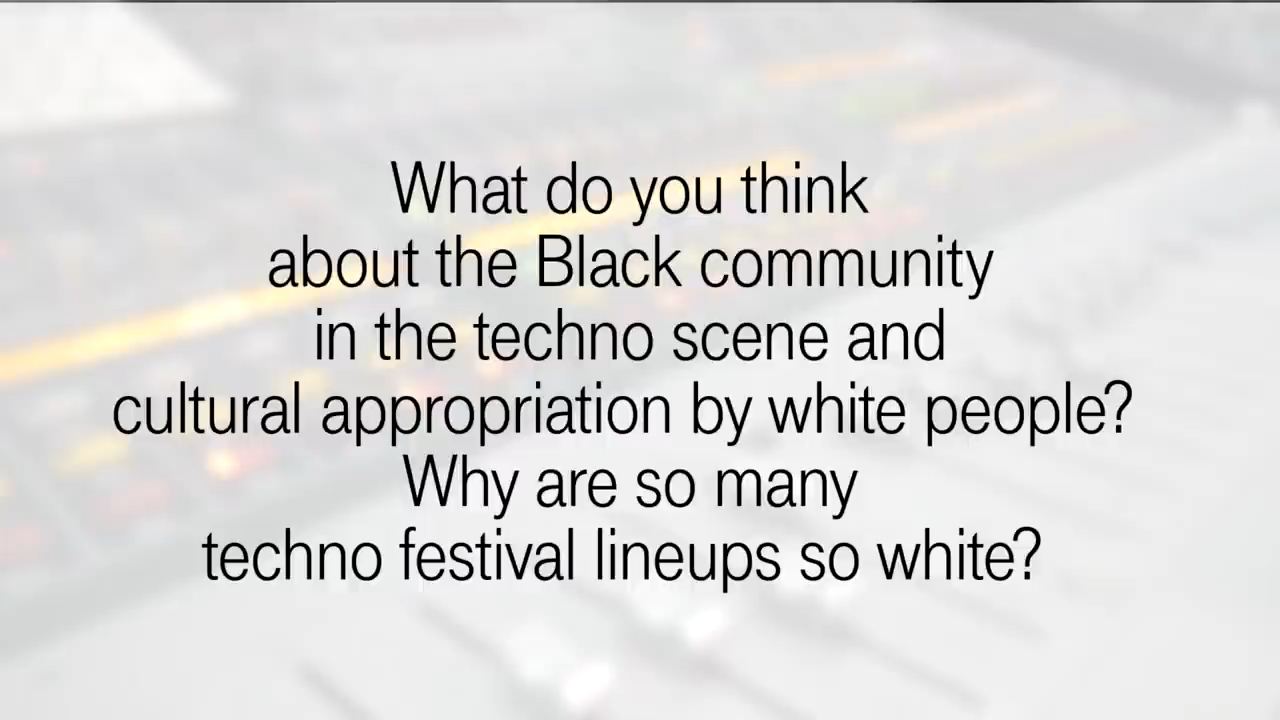 What do you think
about the Black community
in the techno scene and
cultural appropriation by white people?
Why are so many
techno festival lineups so white?